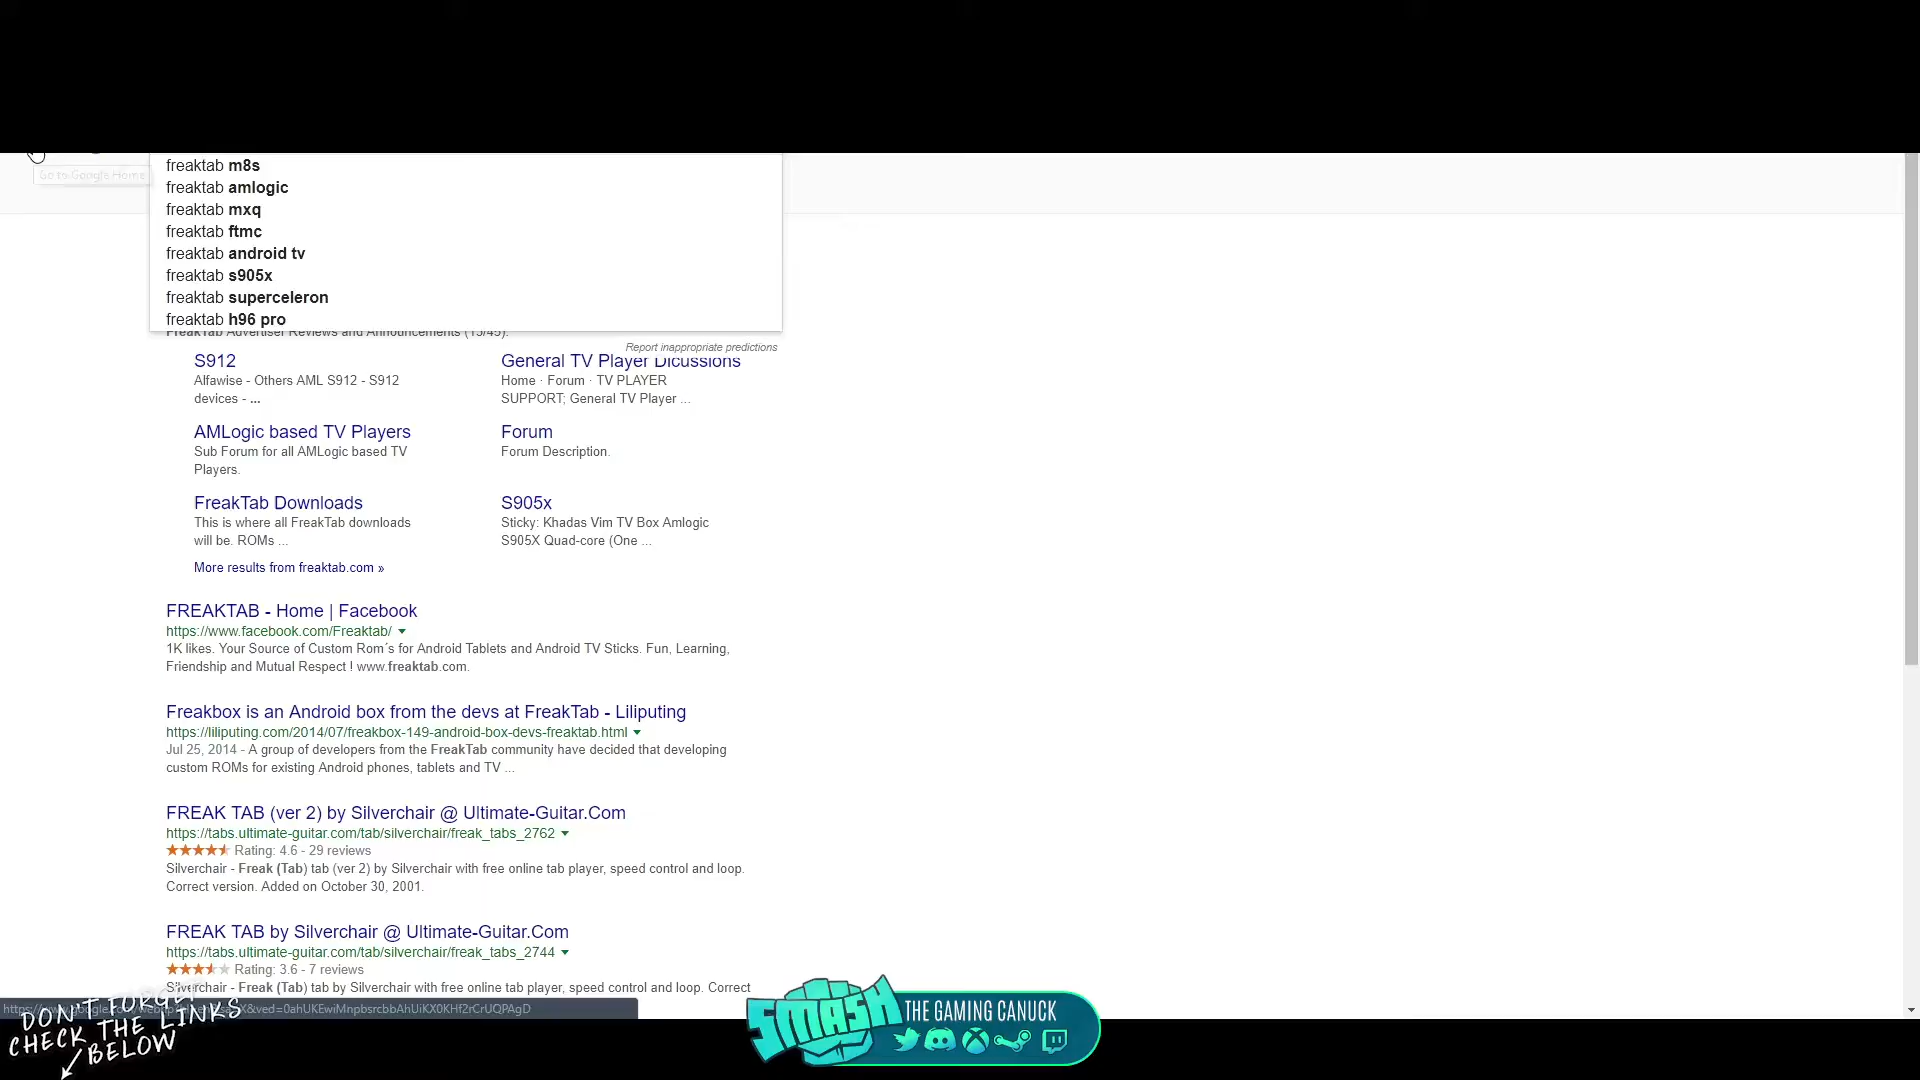 freaktab m8s
Go to Google Home
freaktab amlogic
freaktab mxq
freaktab ftmc
freaktab android tv
freaktab s905x
freaktab superceleron
freaktab h96 pro
FreakTab Advertiser Reviews and Announcements (15/45).
Report inappropriate predictions
S912
Alfawise - Others AML S912 - S912
devices - ...
General TV Player Dicussions
Home · Forum · TV PLAYER
SUPPORT; General TV Player ...
AMLogic based TV Players
Sub Forum for all AMLogic based TV
Players.
Forum
Forum Description.
FreakTab Downloads
This is where all FreakTab downloads
will be. ROMs ...
S905x
Sticky: Khadas Vim TV Box Amlogic
S905X Quad-core (One ...
More results from freaktab.com »
FREAKTAB - Home | Facebook
https://www.facebook.com/Freaktab/
1K likes. Your Source of Custom Rom´s for Android Tablets and Android TV Sticks. Fun, Learning,
Friendship and Mutual Respect ! www.freaktab.com.
Freakbox is an Android box from the devs at FreakTab - Liliputing
https://liliputing.com/2014/07/freakbox-149-android-box-devs-freaktab.html
Jul 25, 2014 - A group of developers from the FreakTab community have decided that developing
custom ROMs for existing Android phones, tablets and TV ...
FREAK TAB (ver 2) by Silverchair @ Ultimate-Guitar.Com
https://tabs.ultimate-guitar.com/tab/silverchair/freak_tabs_2762
Rating: 4.6 - 29 reviews
Silverchair - Freak (Tab) tab (ver 2) by Silverchair with free online tab player, speed control and loop.
Correct version. Added on October 30, 2001.
FREAK TAB by Silverchair @ Ultimate-Guitar.Com
https://tabs.ultimate-guitar.com/tab/silverchair/freak_tabs_2744
Rating: 3.6 - 7 reviews
Silverchair - Freak (Tab) tab by Silverchair with free online tab player, speed control and loop. Correct
DON'T FORGET
CHECK THE LINKS
BELOW
SMASH
THE GAMING CANUCK